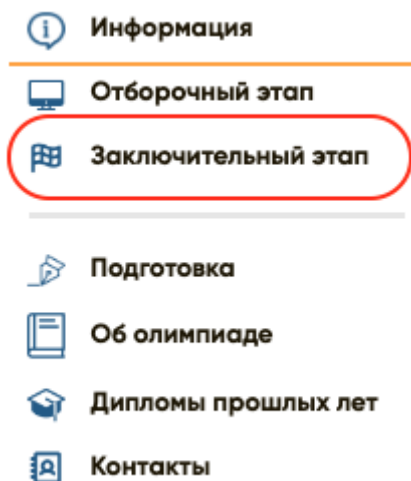 Информация
Отборочный этап
Заключительный этап
Подготовка
Об олимпиаде
Дипломы прошлых лет
Контакты